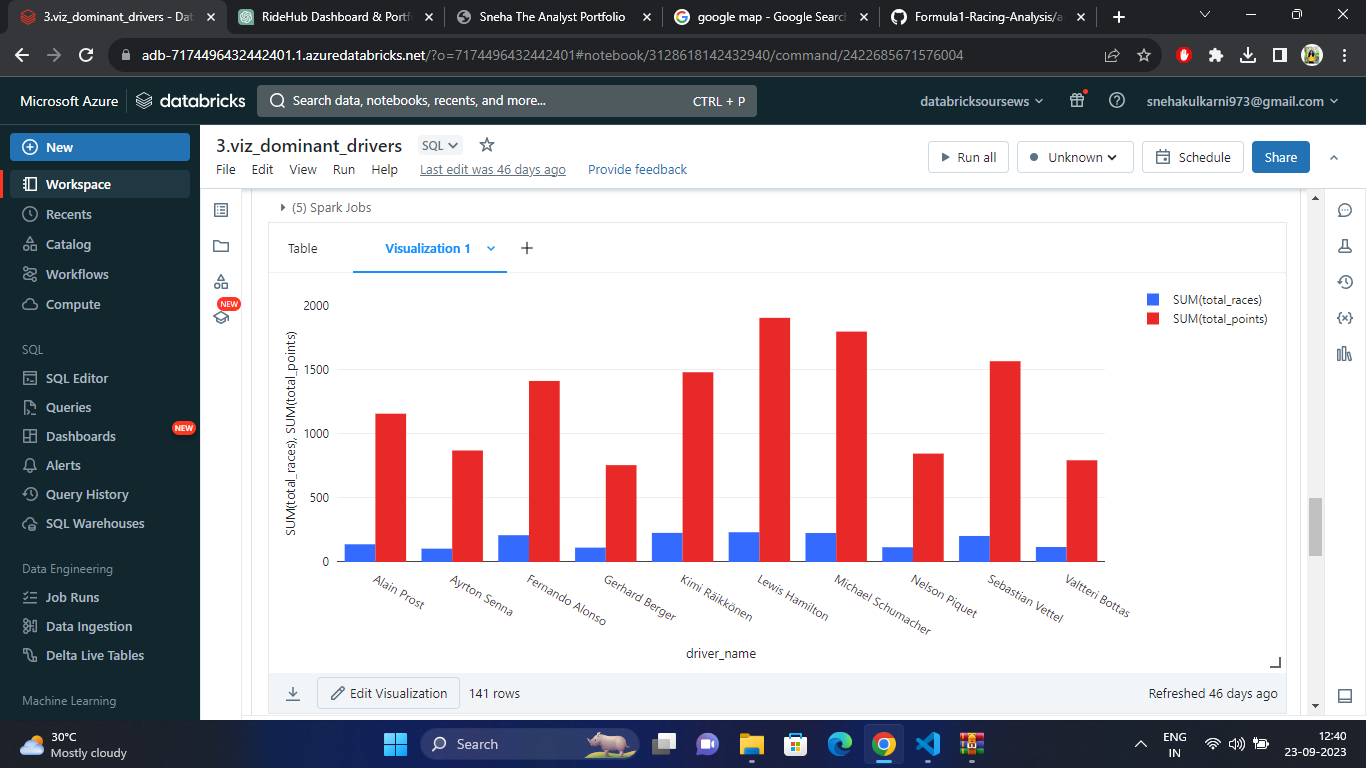 3.viz_dominant_drivers - Dat
RideHub Dashboard & Portf
Sneha The Analyst Portfolio
google map - Google Search
Formula1-Racing-Analysis/a
adb-7174496432442401.1.azuredatabricks.net/?o=7174496432442401#notebook/3128618142432940/command/2422685671576004
Microsoft Azure
databricks
Search data, notebooks, recents, and more...
CTRL + P
databricksoursews
snehakulkarni973@gmail.com
New
Workspace
Recents
Catalog
Workflows
Compute
SQL
SQL Editor
Queries
Dashboards
NEW
Alerts
Query History
SQL Warehouses
Data Engineering
Job Runs
Data Ingestion
Delta Live Tables
Machine Learning
3.viz_dominant_drivers
SQL
File Edit View Run Help
Last edit was 46 days ago
Provide feedback
Run all
Unknown
Schedule
Share
NEW
(5) Spark Jobs
Table
Visualization 1
SUM(total_races), SUM(total_points)
2000
1500
1000
500
0
SUM(total_races)
SUM(total_points)
Alain Prost
Ayrton Senna
Fernando Alonso
Gerhard Berger
Kimi Räikkönen
Lewis Hamilton
Michael Schumacher
Nelson Piquet
Sebastian Vettel
Valtteri Bottas
driver_name
Edit Visualization
141 rows
Refreshed 46 days ago
30°C
Mostly cloudy
Search
ENG
IN
12:40
23-09-2023